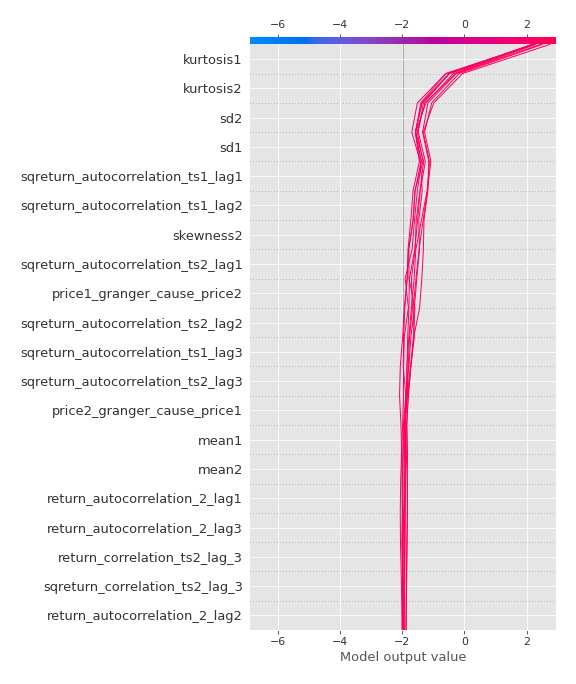 −6 −4 −2 0 2
kurtosis1
kurtosis2
sd2
sd1
sqreturn_autocorrelation_ts1_lag1
sqreturn_autocorrelation_ts1_lag2
skewness2
sqreturn_autocorrelation_ts2_lag1
price1_granger_cause_price2
sqreturn_autocorrelation_ts2_lag2
sqreturn_autocorrelation_ts1_lag3
sqreturn_autocorrelation_ts2_lag3
price2_granger_cause_price1
mean1
mean2
return_autocorrelation_2_lag1
return_autocorrelation_2_lag3
return_correlation_ts2_lag_3
sqreturn_correlation_ts2_lag_3
return_autocorrelation_2_lag2
−6 −4 −2 0 2
Model output value